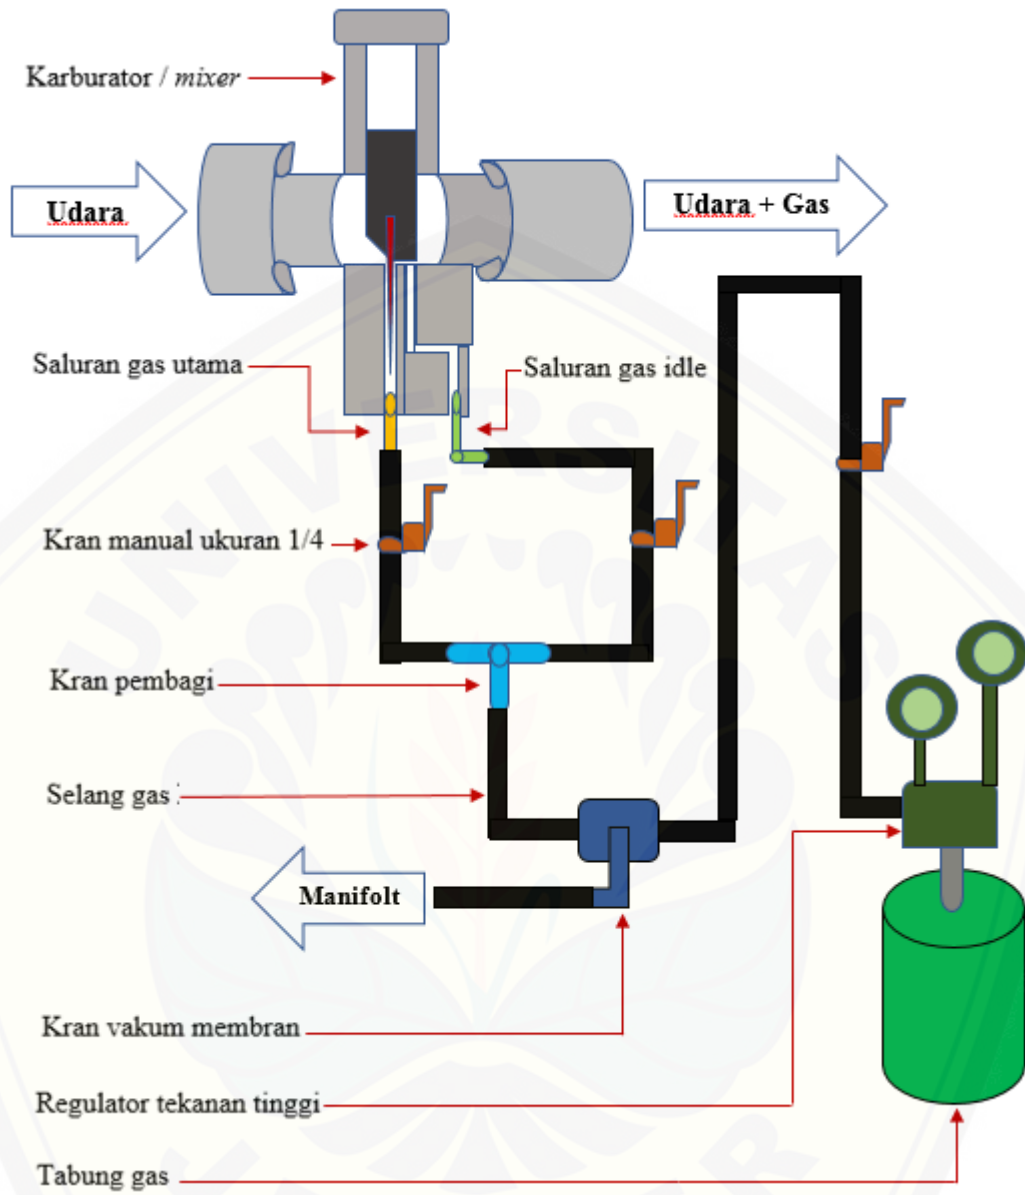 Karburator / mixer
Udara
Udara + Gas
Saluran gas utama
Saluran gas idle
Kran manual ukuran 1/4
Kran pembagi
Selang gas
Manifolt
Kran vakum membran
Regulator tekanan tinggi
Tabung gas
UNIVERSITAS